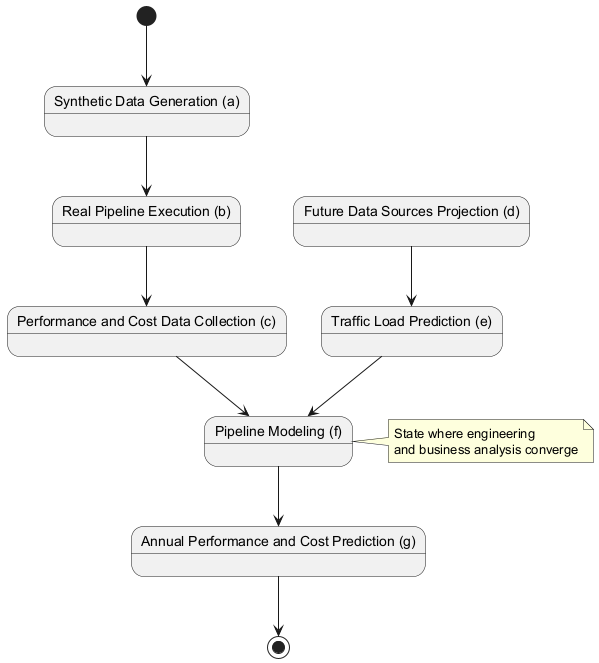 Synthetic Data Generation (a)
Real Pipeline Execution (b)
Future Data Sources Projection (d)
Performance and Cost Data Collection (c)
Traffic Load Prediction (e)
Pipeline Modeling (f)
State where engineering
and business analysis converge
Annual Performance and Cost Prediction (g)